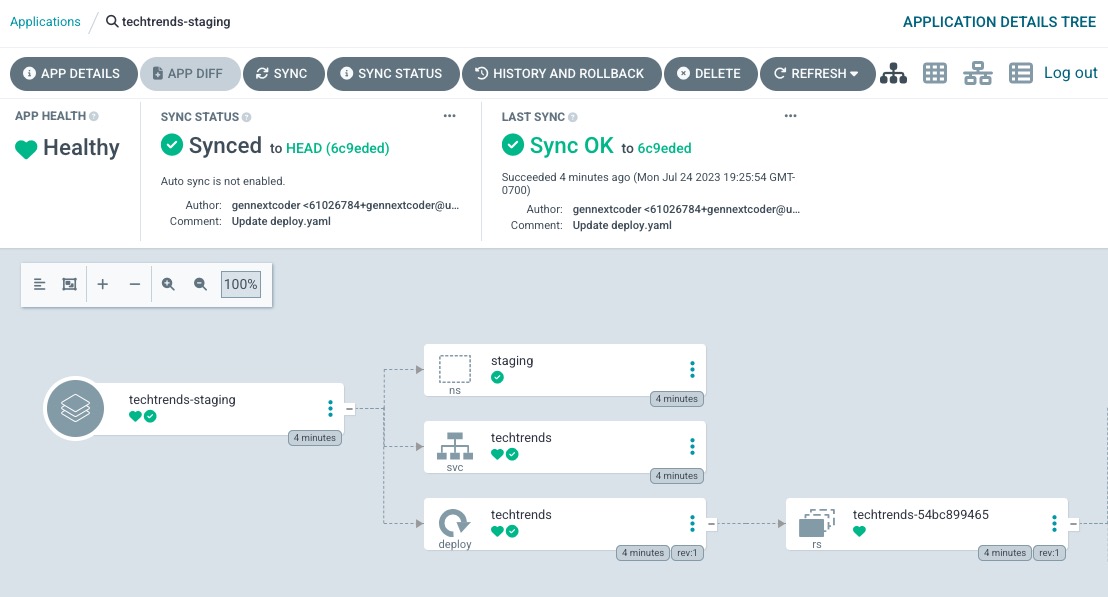 Applications
techtrends-staging
APPLICATION DETAILS TREE
APP DETAILS
APP DIFF
SYNC
SYNC STATUS
HISTORY AND ROLLBACK
DELETE
REFRESH
Log out
APP HEALTH
Healthy
SYNC STATUS
Synced to HEAD (6c9eded)
Auto sync is not enabled.
Author: gennextcoder <61026784+gennextcoder@u...
Comment: Update deploy.yaml
LAST SYNC
Sync OK to 6c9eded
Succeeded 4 minutes ago (Mon Jul 24 2023 19:25:54 GMT-
0700)
Author: gennextcoder <61026784+gennextcoder@u...
Comment: Update deploy.yaml
100%
techtrends-staging
4 minutes
staging
ns
4 minutes
techtrends
svc
4 minutes
techtrends
deploy
4 minutes
rev:1
techtrends-54bc899465
rs
4 minutes
rev:1